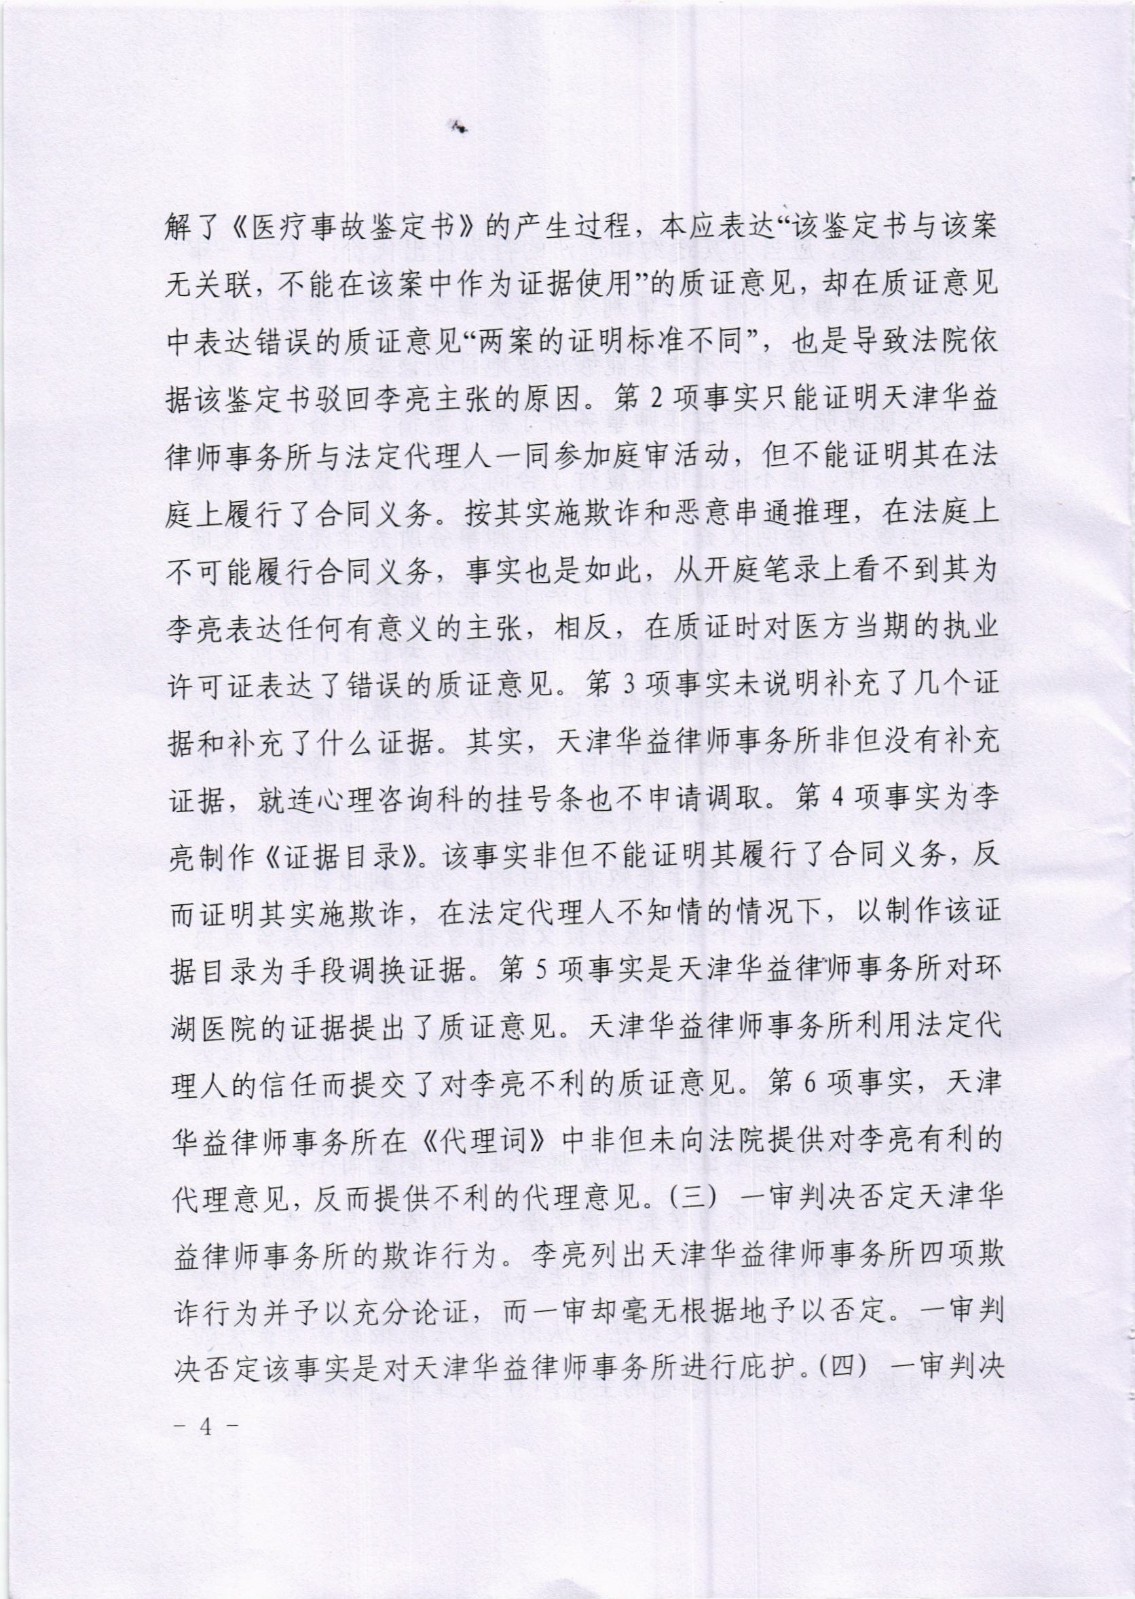 解了《医疗事故鉴定书》的产生过程，本应表达“该鉴定书与该案
无关联，不能在该案中作为证据使用”的质证意见，却在质证意见
中表达错误的质证意见“两案的证明标准不同”，也是导致法院依
据该鉴定书驳回李亮主张的原因。第 2 项事实只能证明天津华益
律师事务所与法定代理人一同参加庭审活动，但不能证明其在法
庭上履行了合同义务。按其实施欺诈和恶意串通推理，在法庭上
不可能履行合同义务，事实也是如此，从开庭笔录上看不到其为
李亮表达任何有意义的主张，相反，在质证时对医方当期的执业
许可证表达了错误的质证意见。第 3 项事实未说明补充了几个证
据和补充了什么证据。其实，天津华益律师事务所非但没有补充
证据，就连心理咨询科的挂号条也不申请调取。第 4 项事实为李
亮制作《证据目录》。该事实非但不能证明其履行了合同义务，反
而证明其实施欺诈，在法定代理人不知情的情况下，以制作该证
据目录为手段调换证据。第 5 项事实是天津华益律师事务所对环
湖医院的证据提出了质证意见。天津华益律师事务所利用法定代
理人的信任而提交了对李亮不利的质证意见。第 6 项事实，天津
华益律师事务所在《代理词》中非但未向法院提供对李亮有利的
代理意见，反而提供不利的代理意见。（三）一审判决否定天津华
益律师事务所的欺诈行为。李亮列出天津华益律师事务所四项欺
诈行为并予以充分论证，而一审却毫无根据地予以否定。一审判
决否定该事实是对天津华益律师事务所进行庇护。（四）一审判决
- 4 -